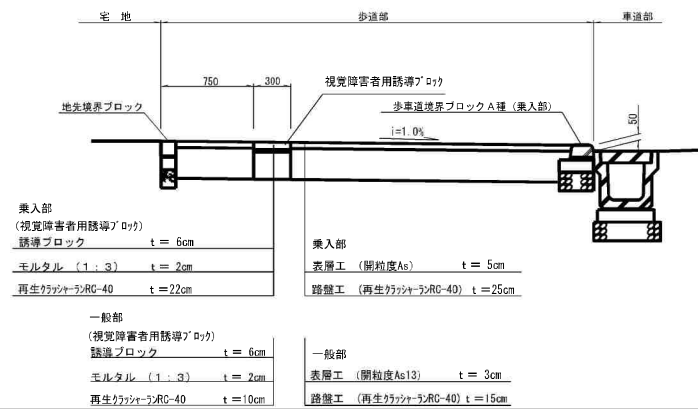 宅地 歩道部 車道部
750 300 視覚障害者用誘導ﾌﾞﾛｯｸ
地先境界ブロック 歩車道境界ブロックA種（乗入部）
i=1.0% 50
乗入部
(視覚障害者用誘導ﾌﾞﾛｯｸ)
誘導ブロック t = 6cm
モルタル （1：3） t = 2cm
再生ｸﾗｯｼｬｰﾗﾝRC-40 t =22cm
乗入部
表層工 （開粒度As） t = 5cm
路盤工 （再生ｸﾗｯｼｬｰﾗﾝRC-40） t =25cm
一般部
(視覚障害者用誘導ﾌﾞﾛｯｸ)
誘導ブロック t = 6cm
モルタル （1：3） t = 2cm
再生ｸﾗｯｼｬｰﾗﾝRC-40 t =10cm
一般部
表層工 （開粒度As13） t = 3cm
路盤工 （再生ｸﾗｯｼｬｰﾗﾝRC-40） t =15cm